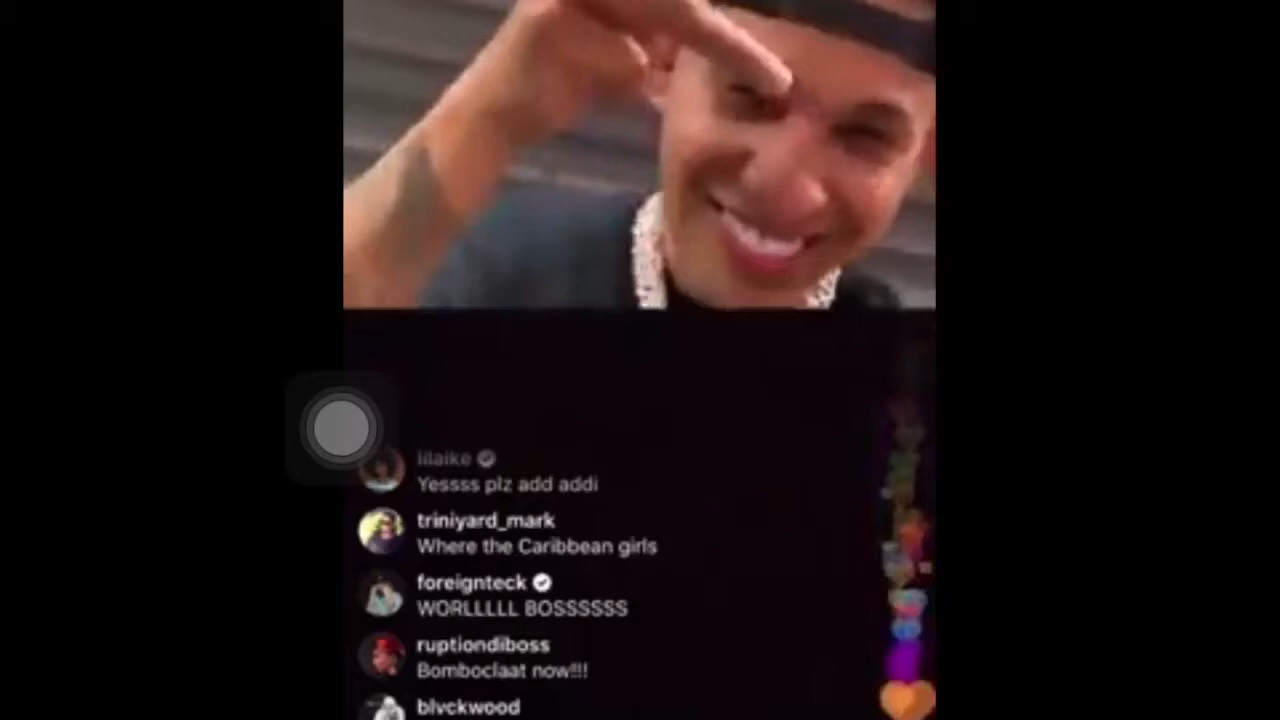 lilaike
Yessss plz add addi
triniyard_mark
Where the Caribbean girls
foreignteck
WORLLLLL BOSSSSSS
ruptiondiboss
Bomboclaat now!!!
blvckwood